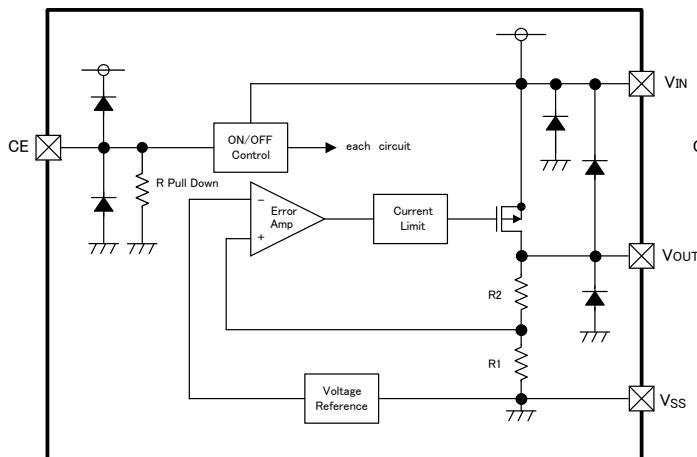 VIN
CE
ON/OFF
Control
each circuit
R Pull Down
−
Error
Amp
+
Current
Limit
VOUT
R2
R1
Voltage
Reference
VSS